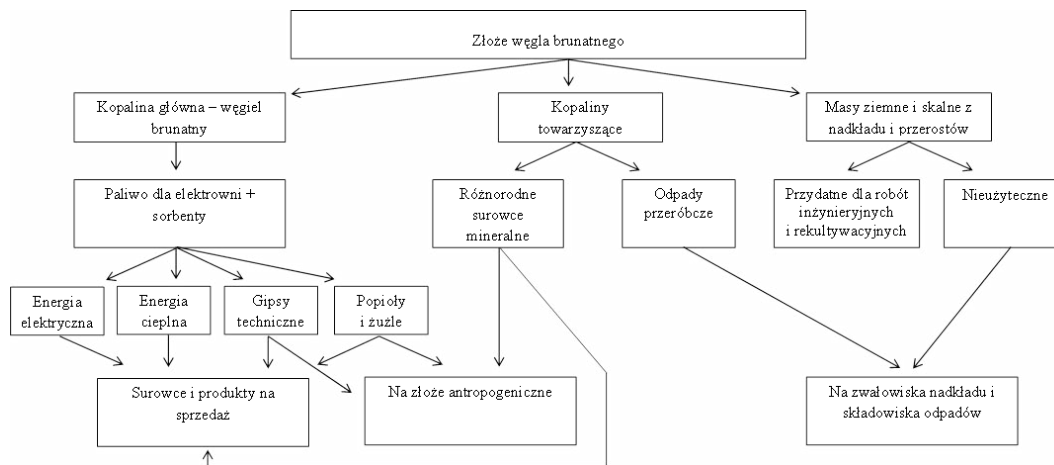 Złoże węgla brunatnego
Kopalina główna – węgiel
brunatny
Kopaliny
towarzyszące
Masy ziemne i skalne z
nadkładu i przerostów
Paliwo dla elektrowni +
sorbenty
Różnorodne
surowce
mineralne
Odpady
przeróbcze
Przydatne dla robót
inżynieryjnych
i rekultywacyjnych
Nieużyteczne
Energia
elektryczna
Energia
cieplna
Gipsy
techniczne
Popioły
i żużle
Surowce i produkty na
sprzedaż
Na złoże antropogeniczne
Na zwałowiska nadkładu i
składowiska odpadów